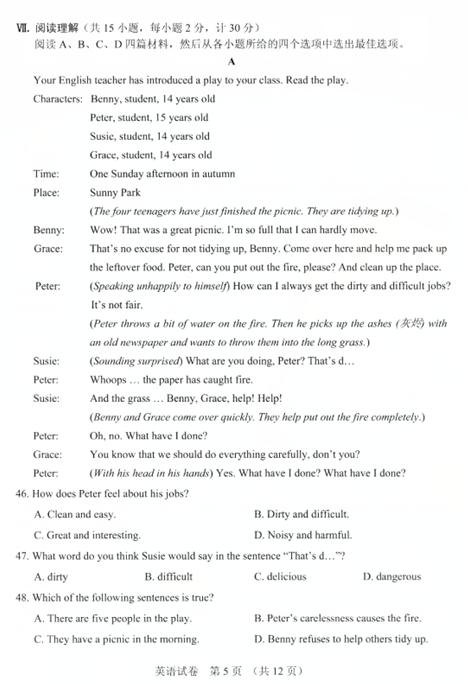 Ⅶ. 阅读理解（共 15 小题，每小题 2 分，计 30 分）
阅读 A、B、C、D 四篇材料，然后从各小题所给的四个选项中选出最佳选项。
A
Your English teacher has introduced a play to your class. Read the play.
Characters: Benny, student, 14 years old
Peter, student, 15 years old
Susie, student, 14 years old
Grace, student, 14 years old
Time: One Sunday afternoon in autumn
Place: Sunny Park
(The four teenagers have just finished the picnic. They are tidying up.)
Benny: Wow! That was a great picnic. I'm so full that I can hardly move.
Grace: That's no excuse for not tidying up, Benny. Come over here and help me pack up
the leftover food. Peter, can you put out the fire, please? And clean up the place.
Peter: (Speaking unhappily to himself) How can I always get the dirty and difficult jobs?
It's not fair.
(Peter throws a bit of water on the fire. Then he picks up the ashes (灰烬) with
an old newspaper and wants to throw them into the long grass.)
Susie: (Sounding surprised) What are you doing, Peter? That's d…
Peter: Whoops … the paper has caught fire.
Susie: And the grass … Benny, Grace, help! Help!
(Benny and Grace come over quickly. They help put out the fire completely.)
Peter: Oh, no. What have I done?
Grace: You know that we should do everything carefully, don't you?
Peter: (With his head in his hands) Yes. What have I done? What have I done?
46. How does Peter feel about his jobs?
A. Clean and easy. B. Dirty and difficult.
C. Great and interesting. D. Noisy and harmful.
47. What word do you think Susie would say in the sentence "That's d…"?
A. dirty B. difficult C. delicious D. dangerous
48. Which of the following sentences is true?
A. There are five people in the play. B. Peter's carelessness causes the fire.
C. They have a picnic in the morning. D. Benny refuses to help others tidy up.
英语试卷 第 5 页 （共 12 页）